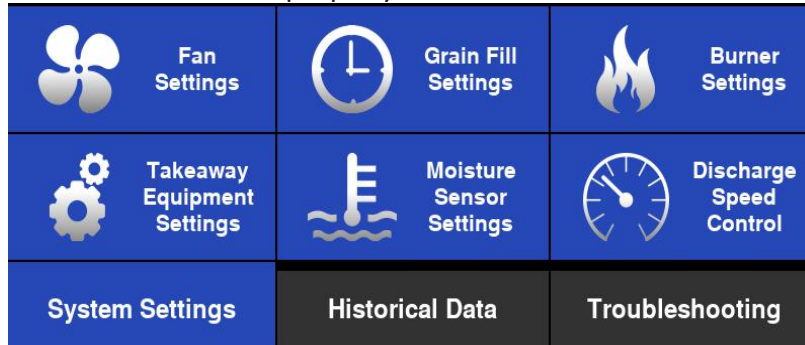 Fan
Settings
Grain Fill
Settings
Burner
Settings
Takeaway
Equipment
Settings
Moisture
Sensor
Settings
Discharge
Speed
Control
System Settings
Historical Data
Troubleshooting